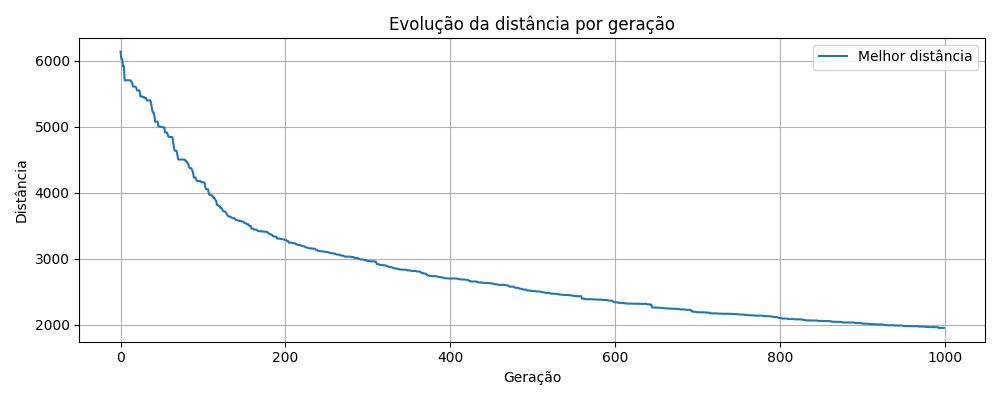 Evolução da distância por geração
Melhor distância
6000
5000
4000
3000
2000
Distância
0 200 400 600 800 1000
Geração